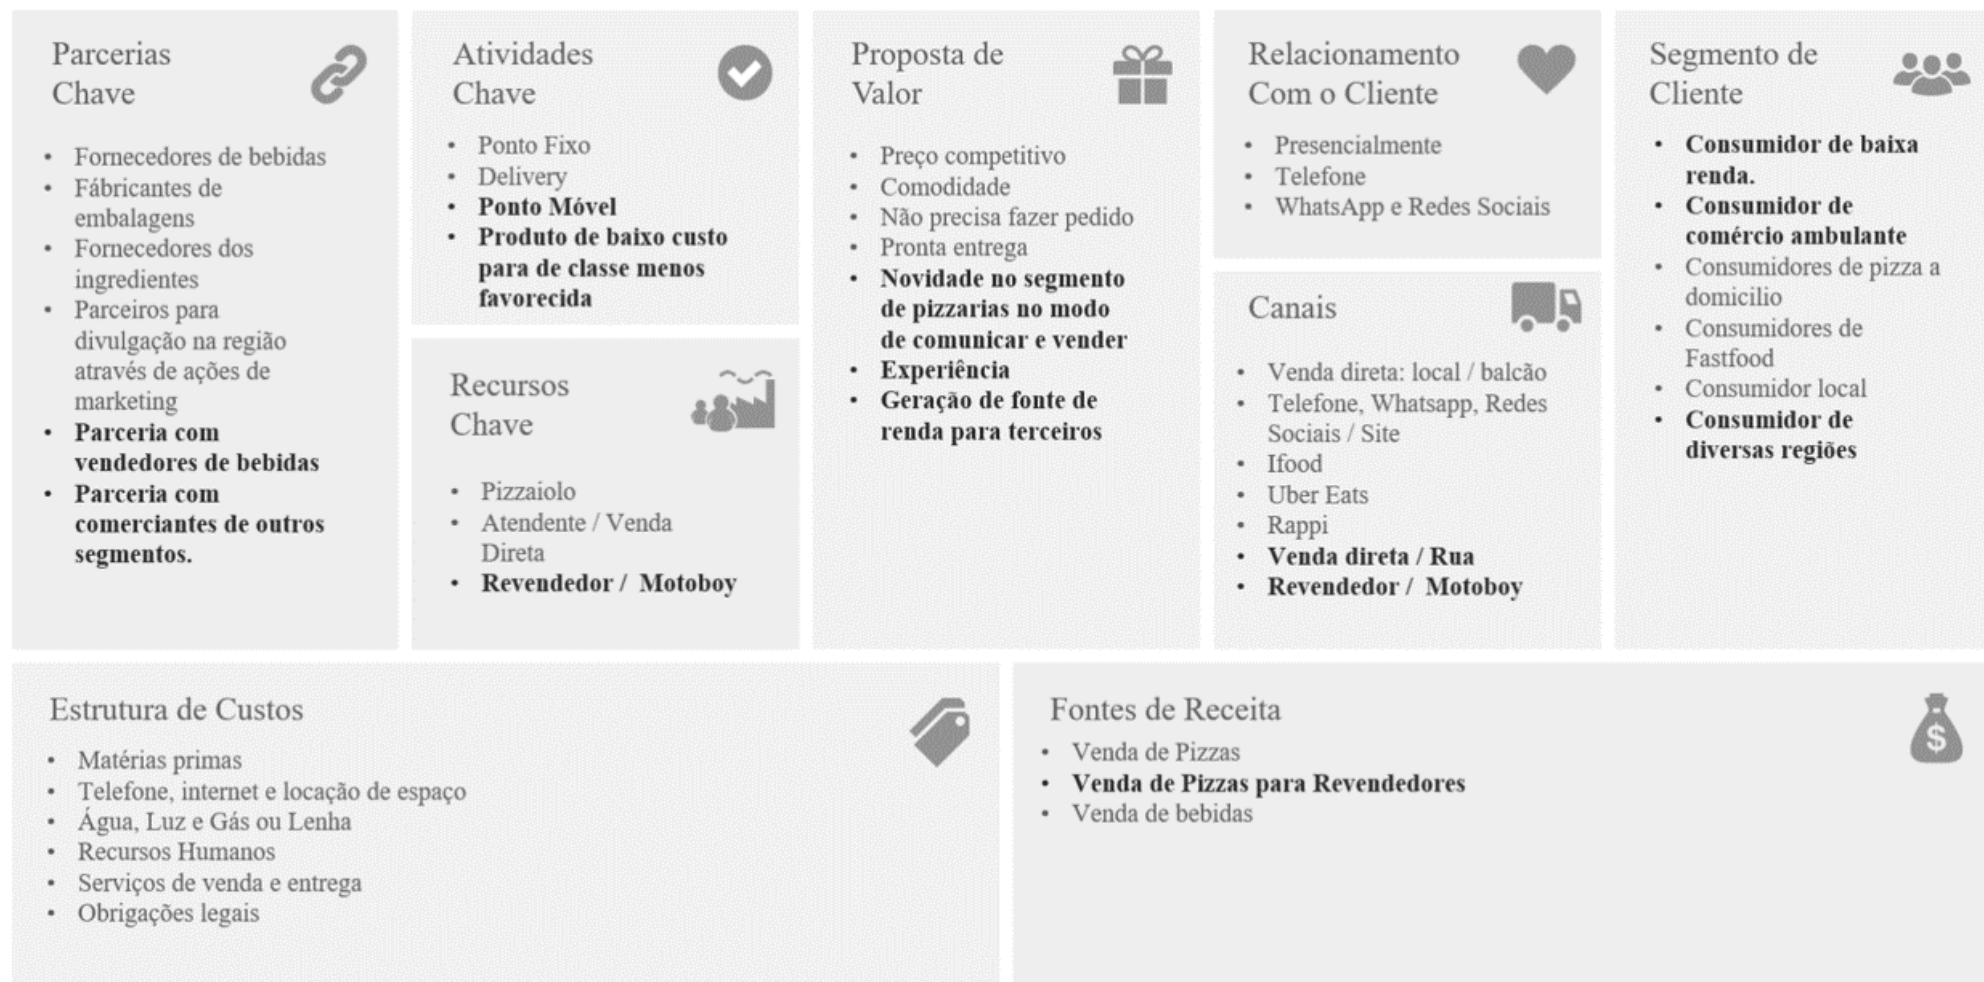 Parcerias
Chave
• Fornecedores de bebidas
• Fábricantes de
embalagens
• Fornecedores dos
ingredientes
• Parceiros para
divulgação na região
através de ações de
marketing
• Parceria com
vendedores de bebidas
• Parceria com
comerciantes de outros
segmentos.
Atividades
Chave
• Ponto Fixo
• Delivery
• Ponto Móvel
• Produto de baixo custo
para de classe menos
favorecida
Recursos
Chave
• Pizzaiolo
• Atendente / Venda
Direta
• Revendedor / Motoboy
Proposta de
Valor
• Preço competitivo
• Comodidade
• Não precisa fazer pedido
• Pronta entrega
• Novidade no segmento
de pizzarias no modo
de comunicar e vender
• Experiência
• Geração de fonte de
renda para terceiros
Relacionamento
Com o Cliente
• Presencialmente
• Telefone
• WhatsApp e Redes Sociais
Canais
• Venda direta: local / balcão
• Telefone, Whatsapp, Redes
Sociais / Site
• Ifood
• Uber Eats
• Rappi
• Venda direta / Rua
• Revendedor / Motoboy
Segmento de
Cliente
• Consumidor de baixa
renda.
• Consumidor de
comércio ambulante
• Consumidores de pizza a
domicilio
• Consumidores de
Fastfood
• Consumidor local
• Consumidor de
diversas regiões
Estrutura de Custos
• Matérias primas
• Telefone, internet e locação de espaço
• Água, Luz e Gás ou Lenha
• Recursos Humanos
• Serviços de venda e entrega
• Obrigações legais
Fontes de Receita
$
• Venda de Pizzas
• Venda de Pizzas para Revendedores
• Venda de bebidas